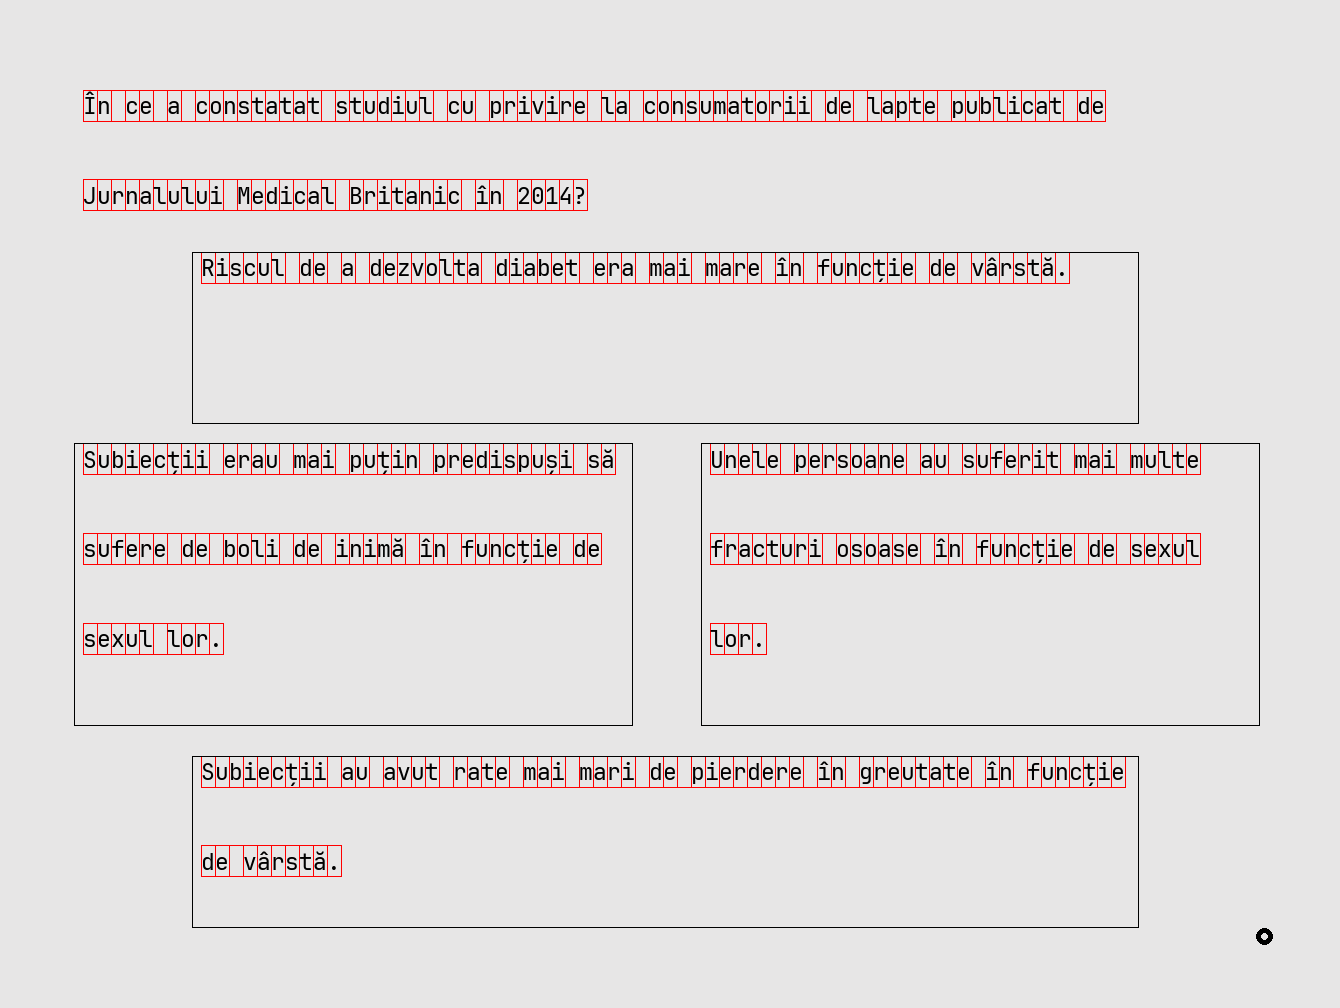 În ce a constatat studiul cu privire la consumatorii de lapte publicat de
Jurnalului Medical Britanic în 2014?
Riscul de a dezvolta diabet era mai mare în funcție de vârstă.
Subiecții erau mai puțin predispuși să
sufere de boli de inimă în funcție de
sexul lor.
Unele persoane au suferit mai multe
fracturi osoase în funcție de sexul
lor.
Subiecții au avut rate mai mari de pierdere în greutate în funcție
de vârstă.